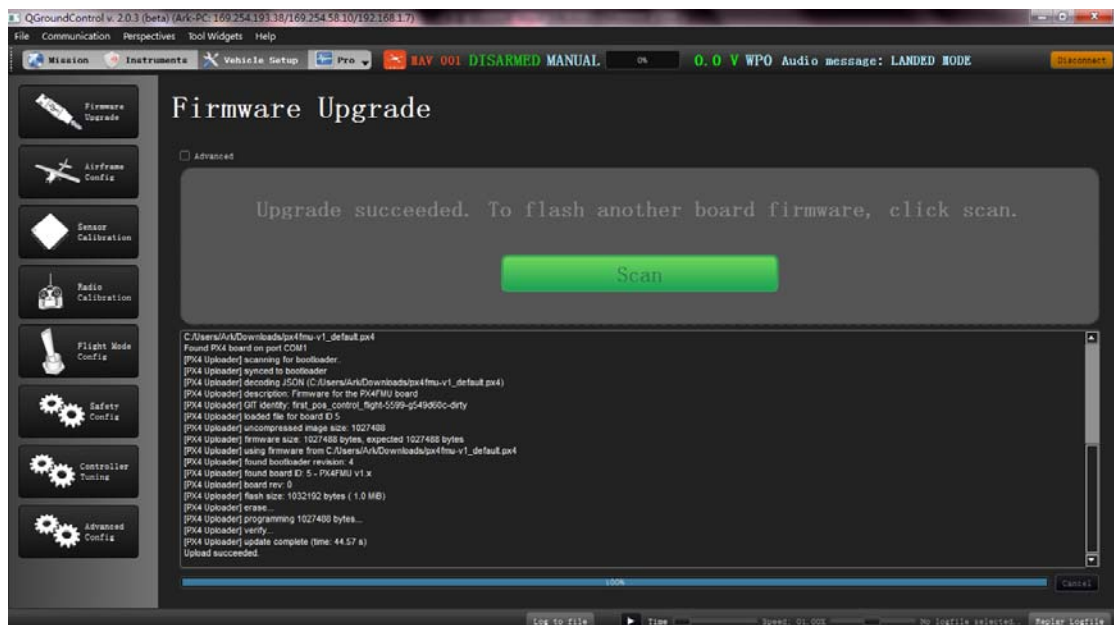 QGroundControl v. 2.0.3 (beta) (Ark-PC: 169.254.193.38/169.254.58.10/192.168.1.7)
File Communication Perspectives Tool Widgets Help
Mission Instruments Vehicle Setup Pro MAV 001 DISARMED MANUAL 0% 0.0 V WPO Audio message: LANDED MODE Disconnect
Firmware Upgrade
Firmware
Upgrade
Advanced
Airframe
Config
Upgrade succeeded. To flash another board firmware, click scan.
Sensor
Calibration
Scan
Radio
Calibration
Flight Mode
Config
Safety
Config
Controller
Tuning
Advanced
Config
C:/Users/Ark/Downloads/px4fmu-v1_default.px4
Found PX4 board on port COM1
[PX4 Uploader] scanning for bootloader..
[PX4 Uploader] synced to bootloader
[PX4 Uploader] decoding JSON (C:/Users/Ark/Downloads/px4fmu-v1_default.px4)
[PX4 Uploader] description: Firmware for the PX4FMU board
[PX4 Uploader] GIT identity: first_pos_control_flight-5599-g549d60c-dirty
[PX4 Uploader] loaded file for board ID 5
[PX4 Uploader] uncompressed image size: 1027488
[PX4 Uploader] firmware size: 1027488 bytes, expected 1027488 bytes
[PX4 Uploader] using firmware from C:/Users/Ark/Downloads/px4fmu-v1_default.px4
[PX4 Uploader] found bootloader revision: 4
[PX4 Uploader] found board ID: 5 - PX4FMU v1.x
[PX4 Uploader] board rev: 0
[PX4 Uploader] flash size: 1032192 bytes ( 1.0 MiB)
[PX4 Uploader] erase...
[PX4 Uploader] programming 1027488 bytes...
[PX4 Uploader] verify...
[PX4 Uploader] update complete (time: 44.57 s)
Upload succeeded.
100% Cancel
Log to file Time Speed: 01.00X No logfile selected.. Replay Logfile